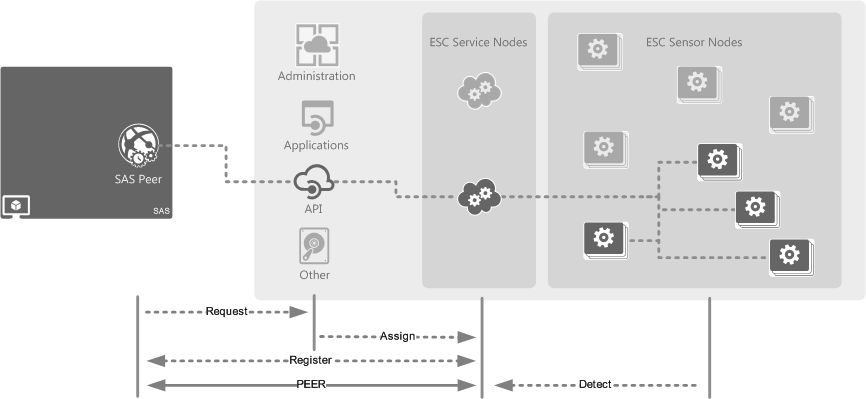 ESC Service Nodes
ESC Sensor Nodes
Administration
Applications
SAS Peer
API
SAS
Other
Request
Assign
Register
PEER
Detect